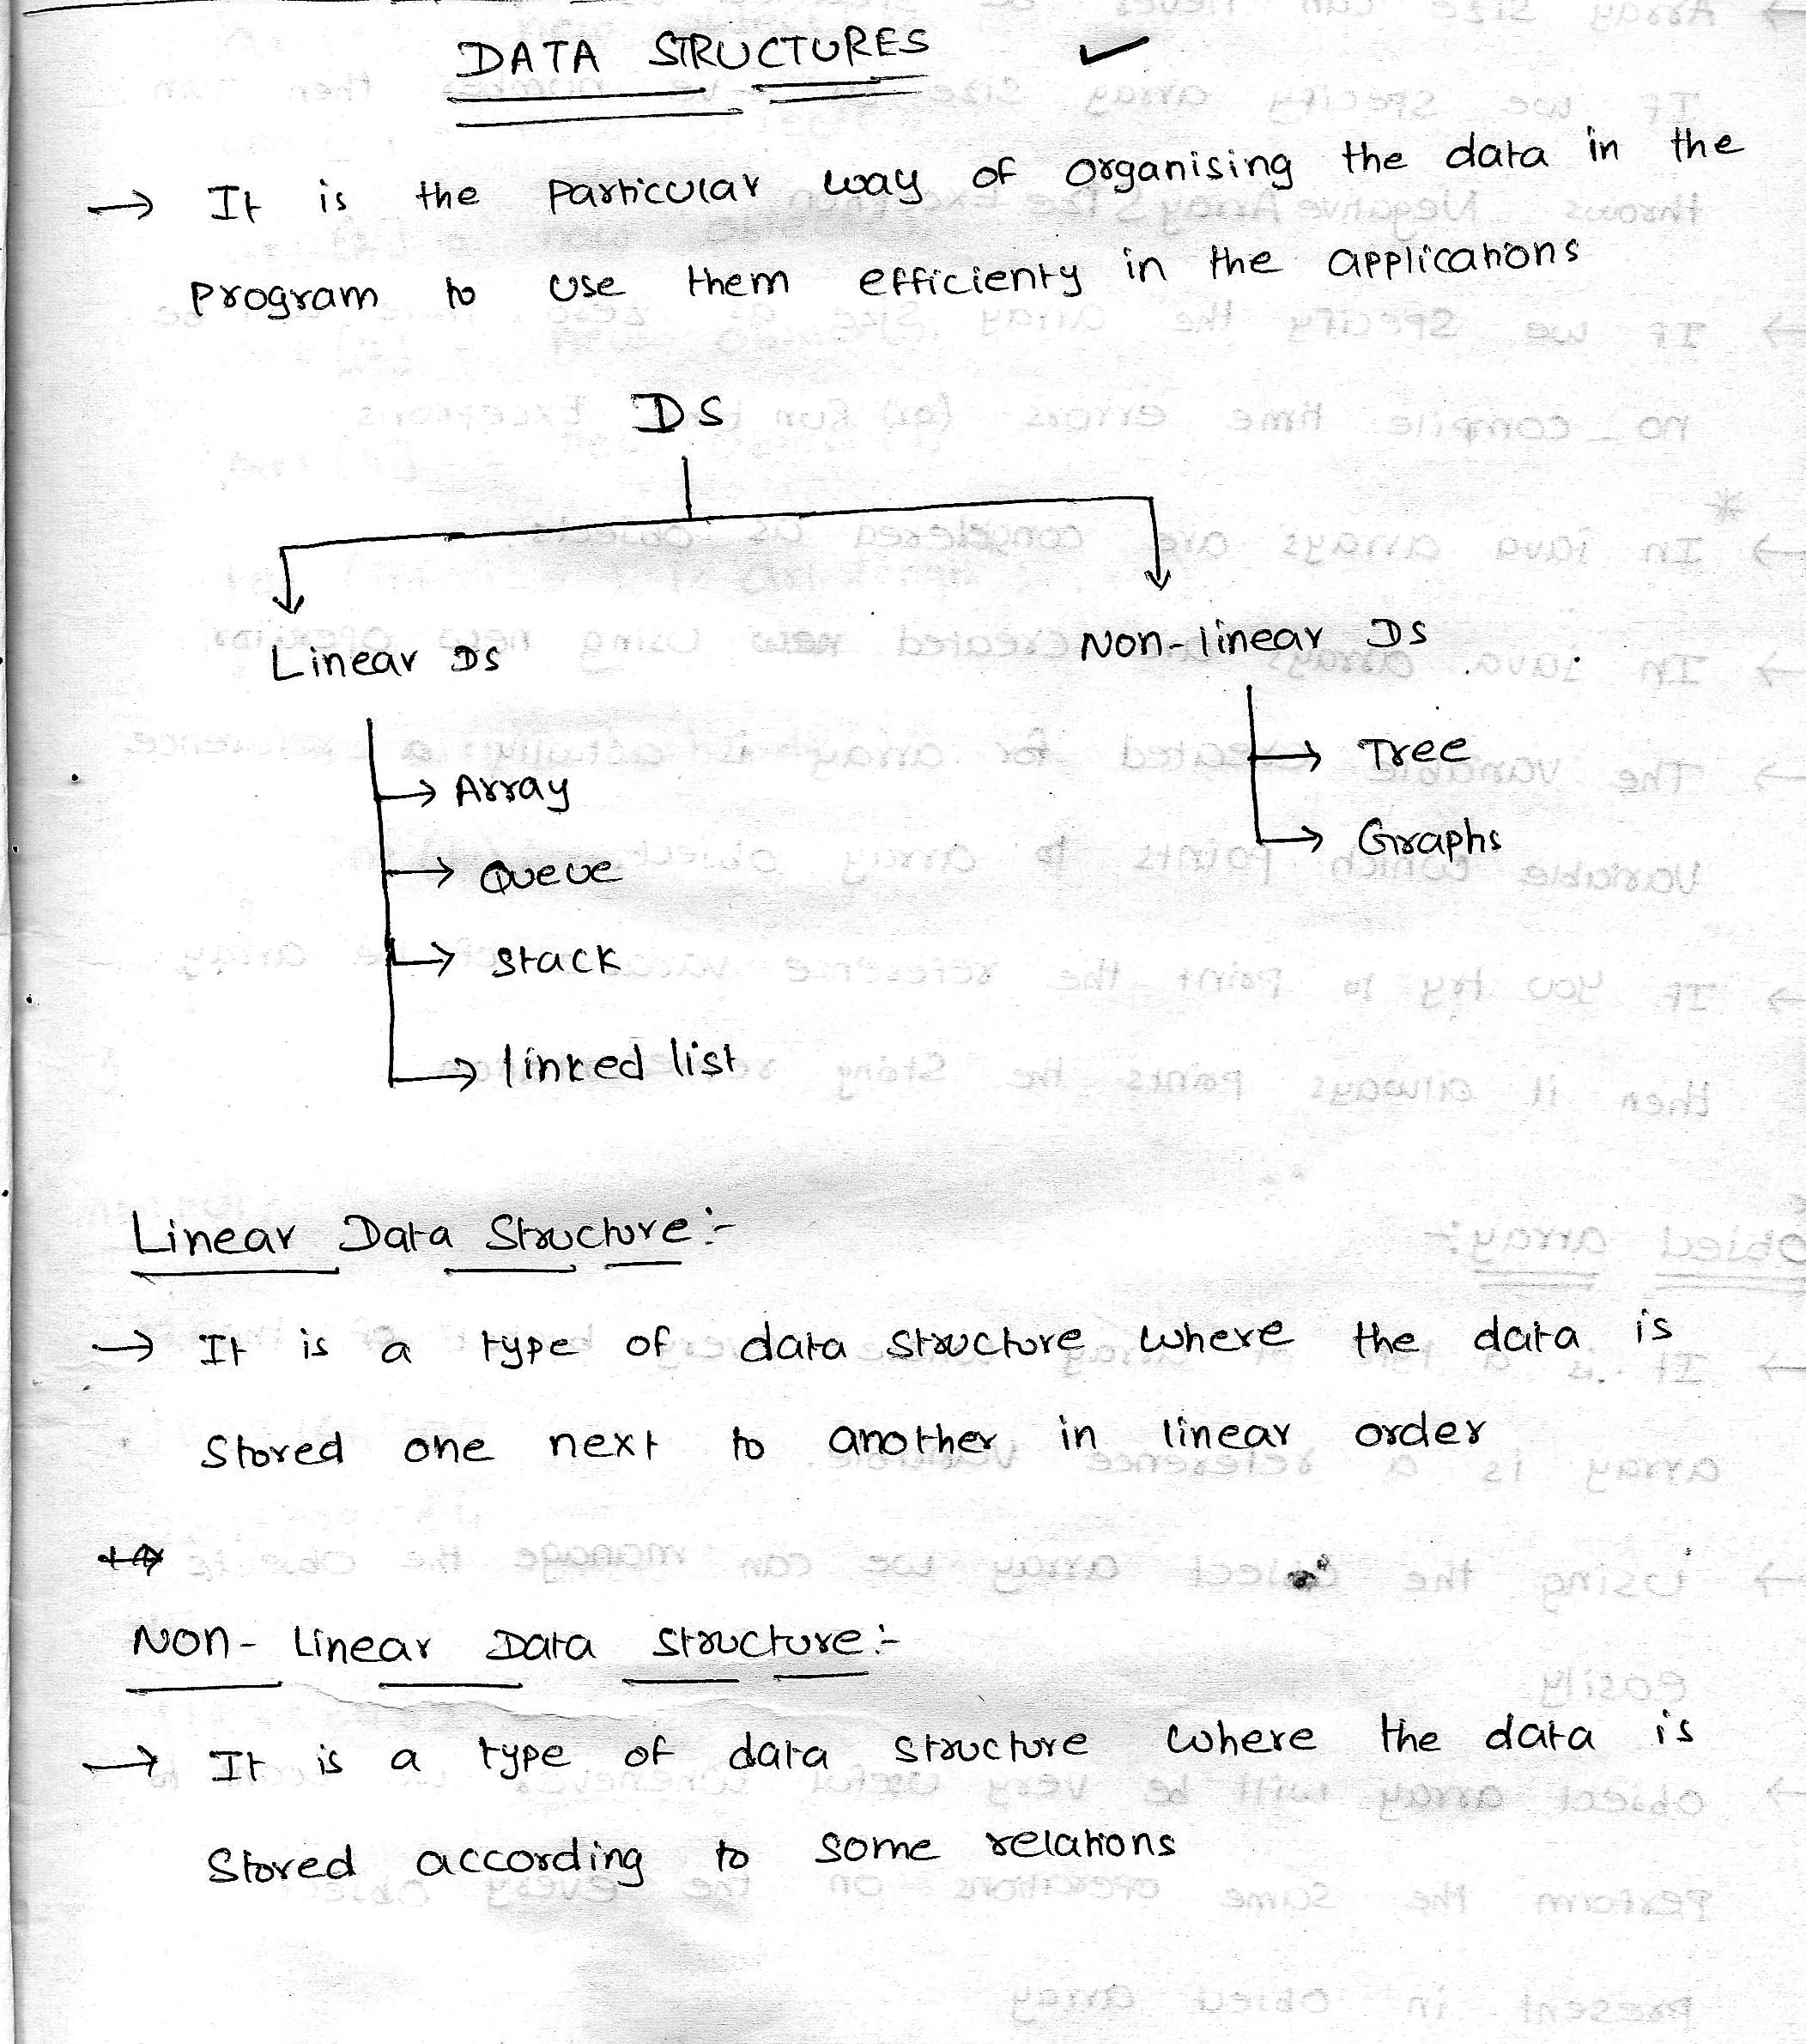 DATA STRUCTURES ✓
→ It is the particular way of organising the data in the
program to use them efficienty in the applications
DS
Linear DS
Non-linear DS
→ Array
→ Queue
→ stack
→ linked list
→ Tree
→ Graphs
Linear Data Structure:-
→ It is a type of data structure where the data is
Stored one next to another in linear order
Non-Linear Data structure:-
→ It is a type of data structure where the data is
Stored according to some relations